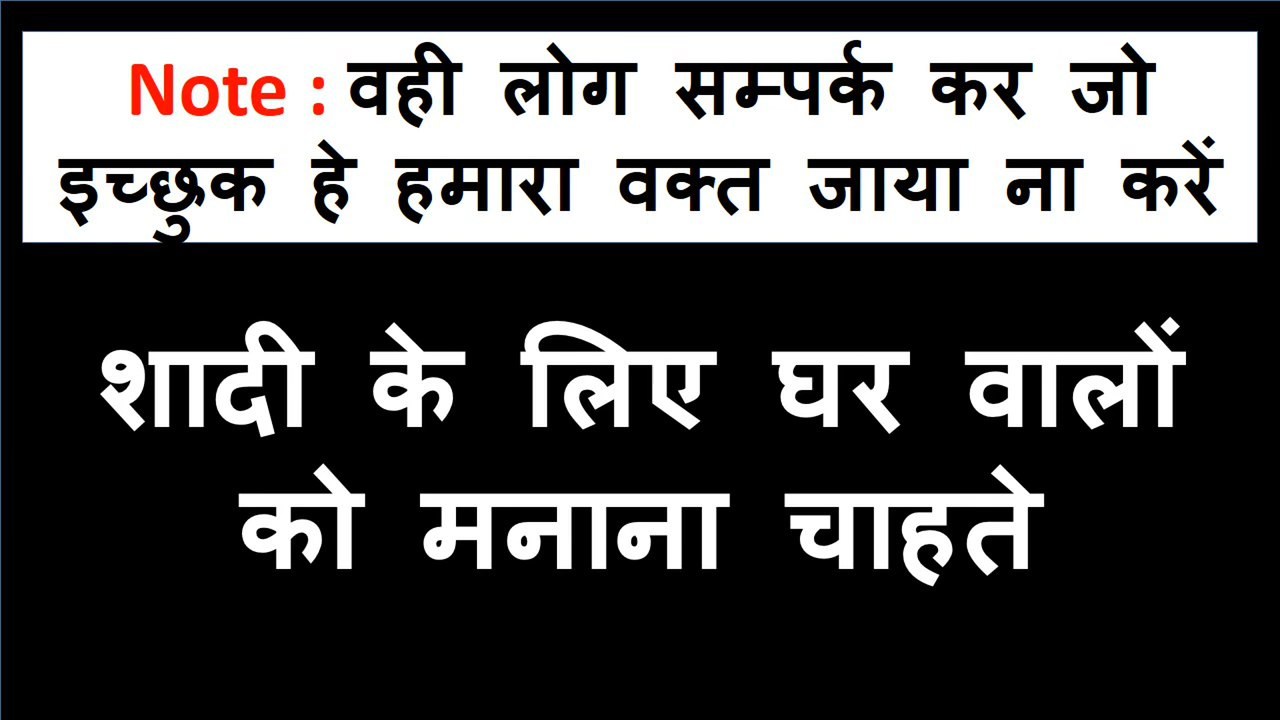 Note : वही लोग सम्पर्क कर जो
इच्छुक हे हमारा वक्त जाया ना करें
शादी के लिए घर वालों
को मनाना चाहते